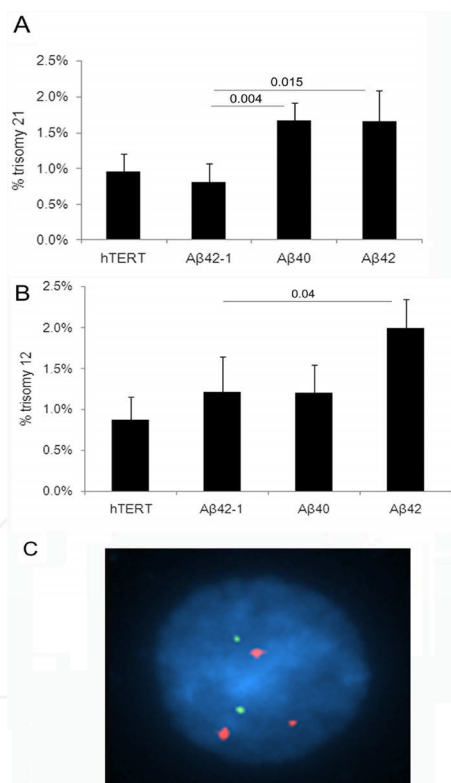 A
2.5%
2.0%
1.5%
1.0%
0.5%
0.0%
% trisomy 21
0.015
0.004
hTERT Aβ42-1 Aβ40 Aβ42
B
2.5%
2.0%
1.5%
1.0%
0.5%
0.0%
% trisomy 12
0.04
hTERT Aβ42-1 Aβ40 Aβ42
C